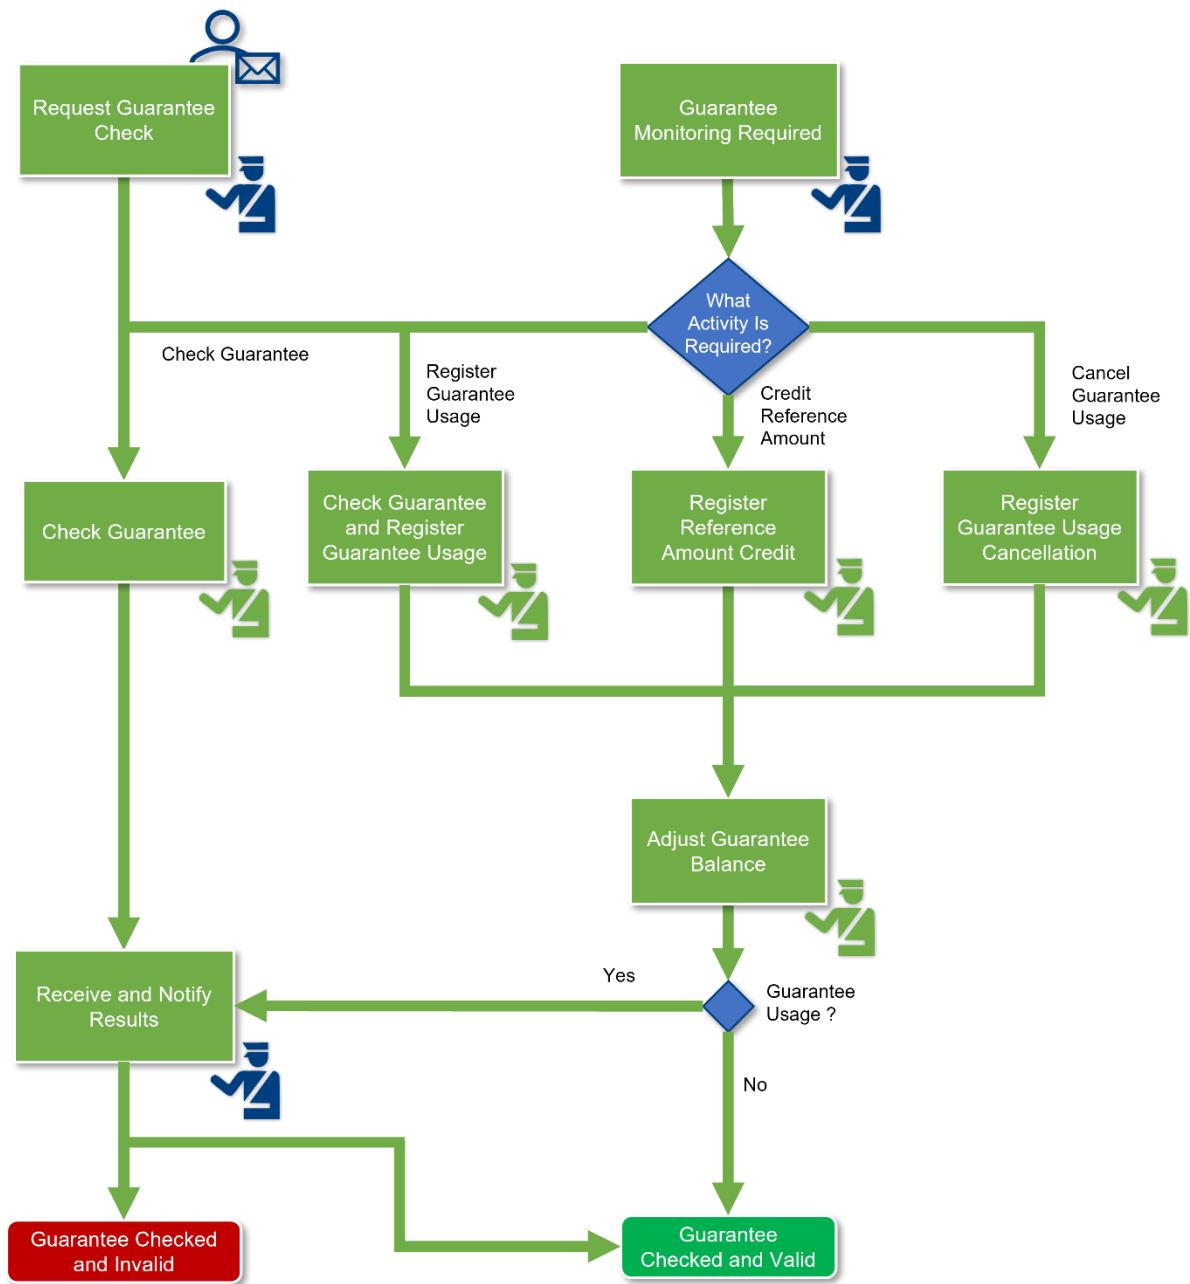 Request Guarantee
Check
Guarantee
Monitoring Required
What
Activity Is
Required?
Check Guarantee
Register
Guarantee
Usage
Credit
Reference
Amount
Cancel
Guarantee
Usage
Check Guarantee
Check Guarantee
and Register
Guarantee Usage
Register
Reference
Amount Credit
Register
Guarantee Usage
Cancellation
Adjust Guarantee
Balance
Receive and Notify
Results
Yes
Guarantee
Usage ?
No
Guarantee Checked
and Invalid
Guarantee
Checked and Valid